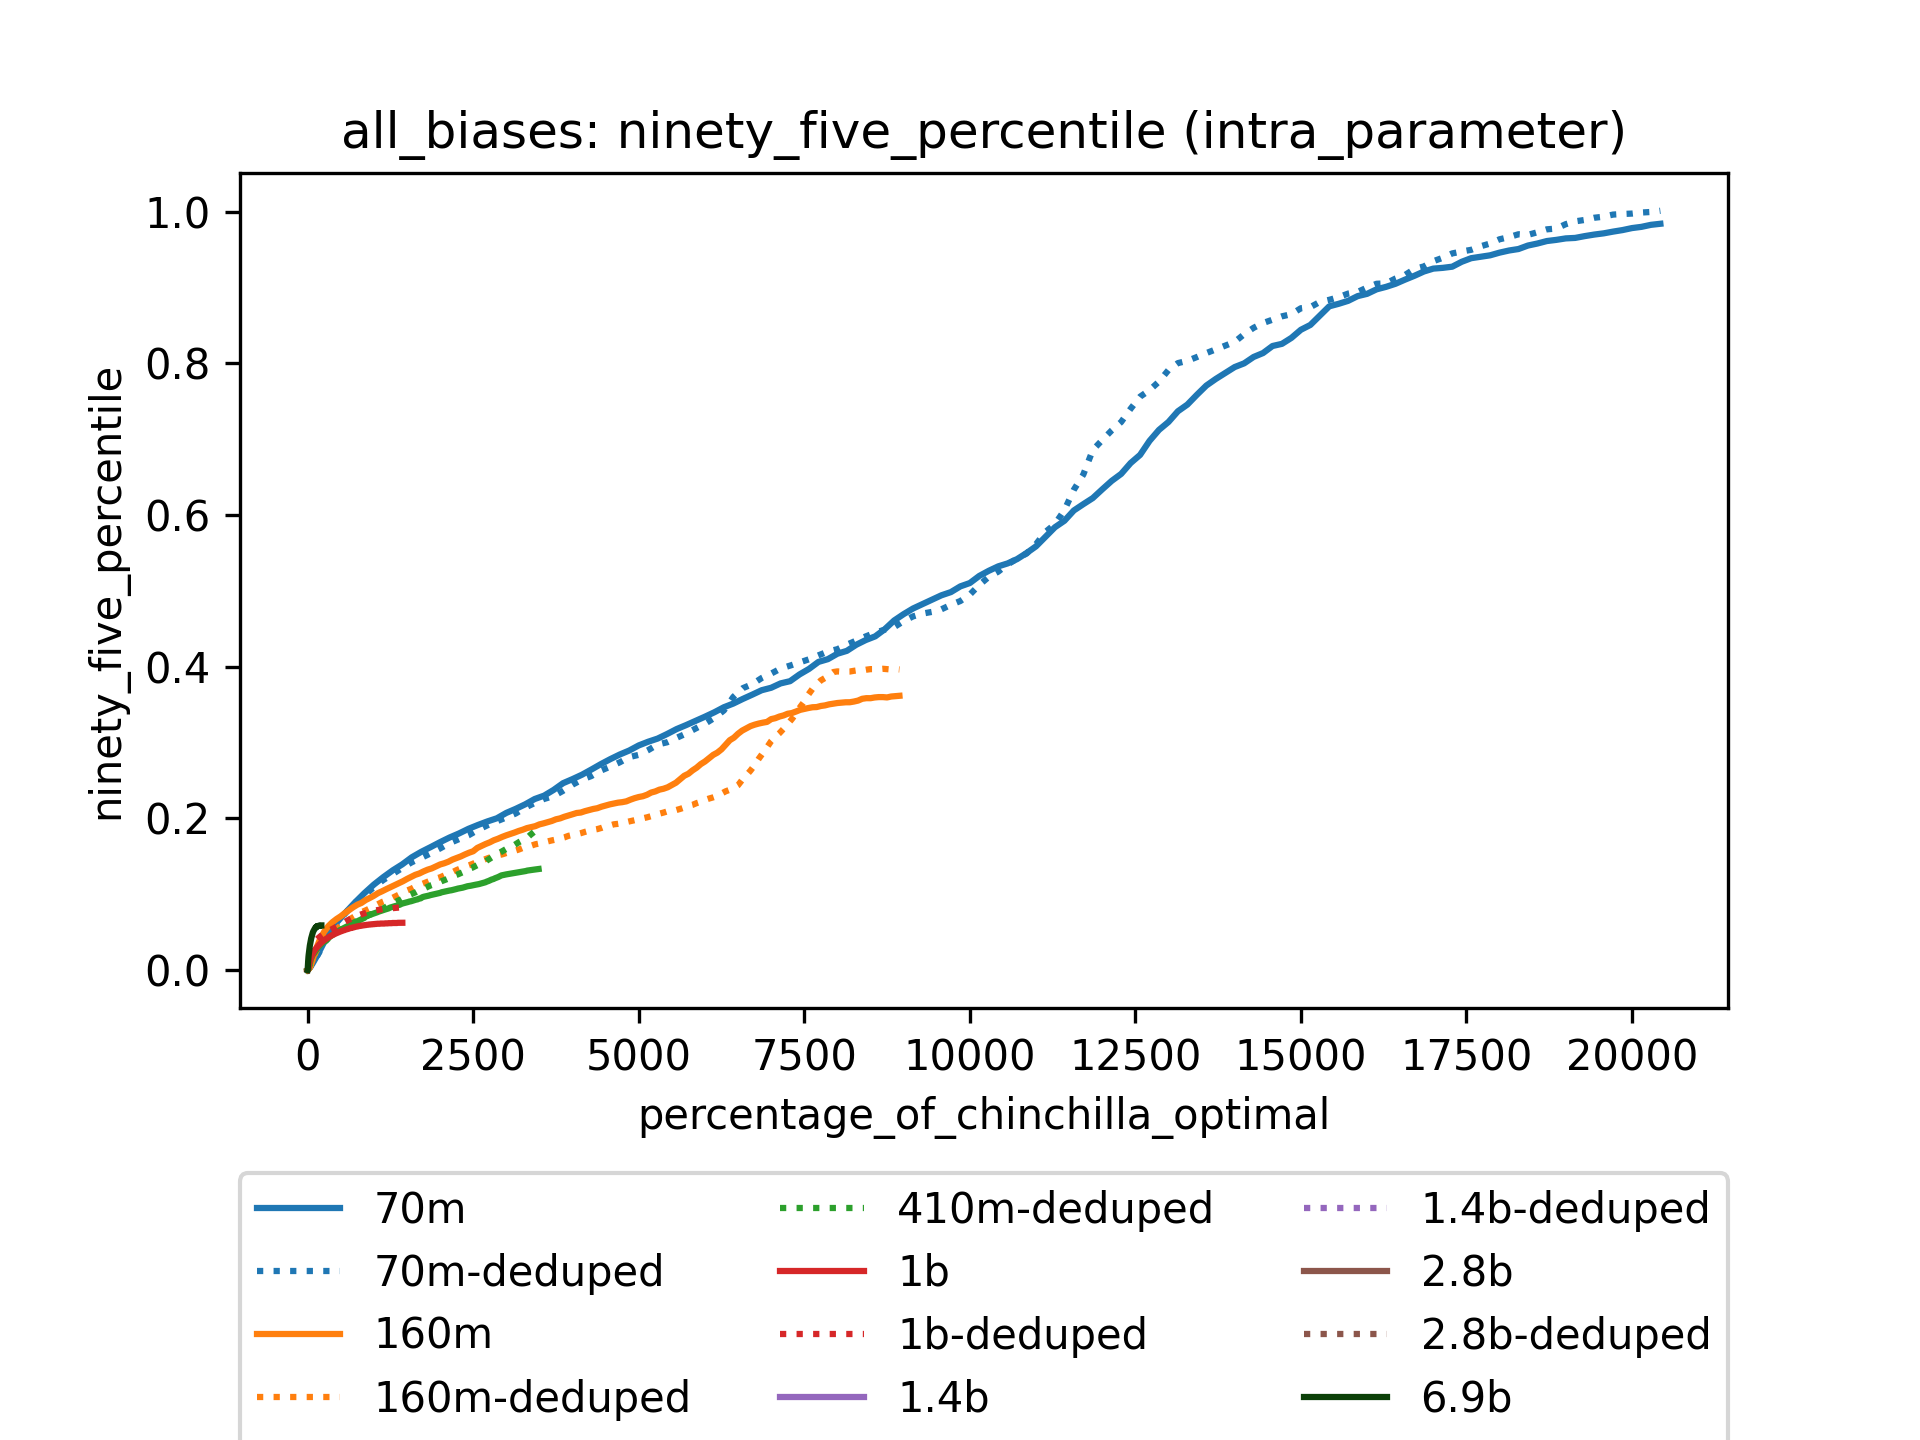 all_biases: ninety_five_percentile (intra_parameter)
1.0
0.8
0.6
0.4
0.2
0.0
ninety_five_percentile
0 2500 5000 7500 10000 12500 15000 17500 20000
percentage_of_chinchilla_optimal
70m
70m-deduped
160m
160m-deduped
410m-deduped
1b
1b-deduped
1.4b
1.4b-deduped
2.8b
2.8b-deduped
6.9b